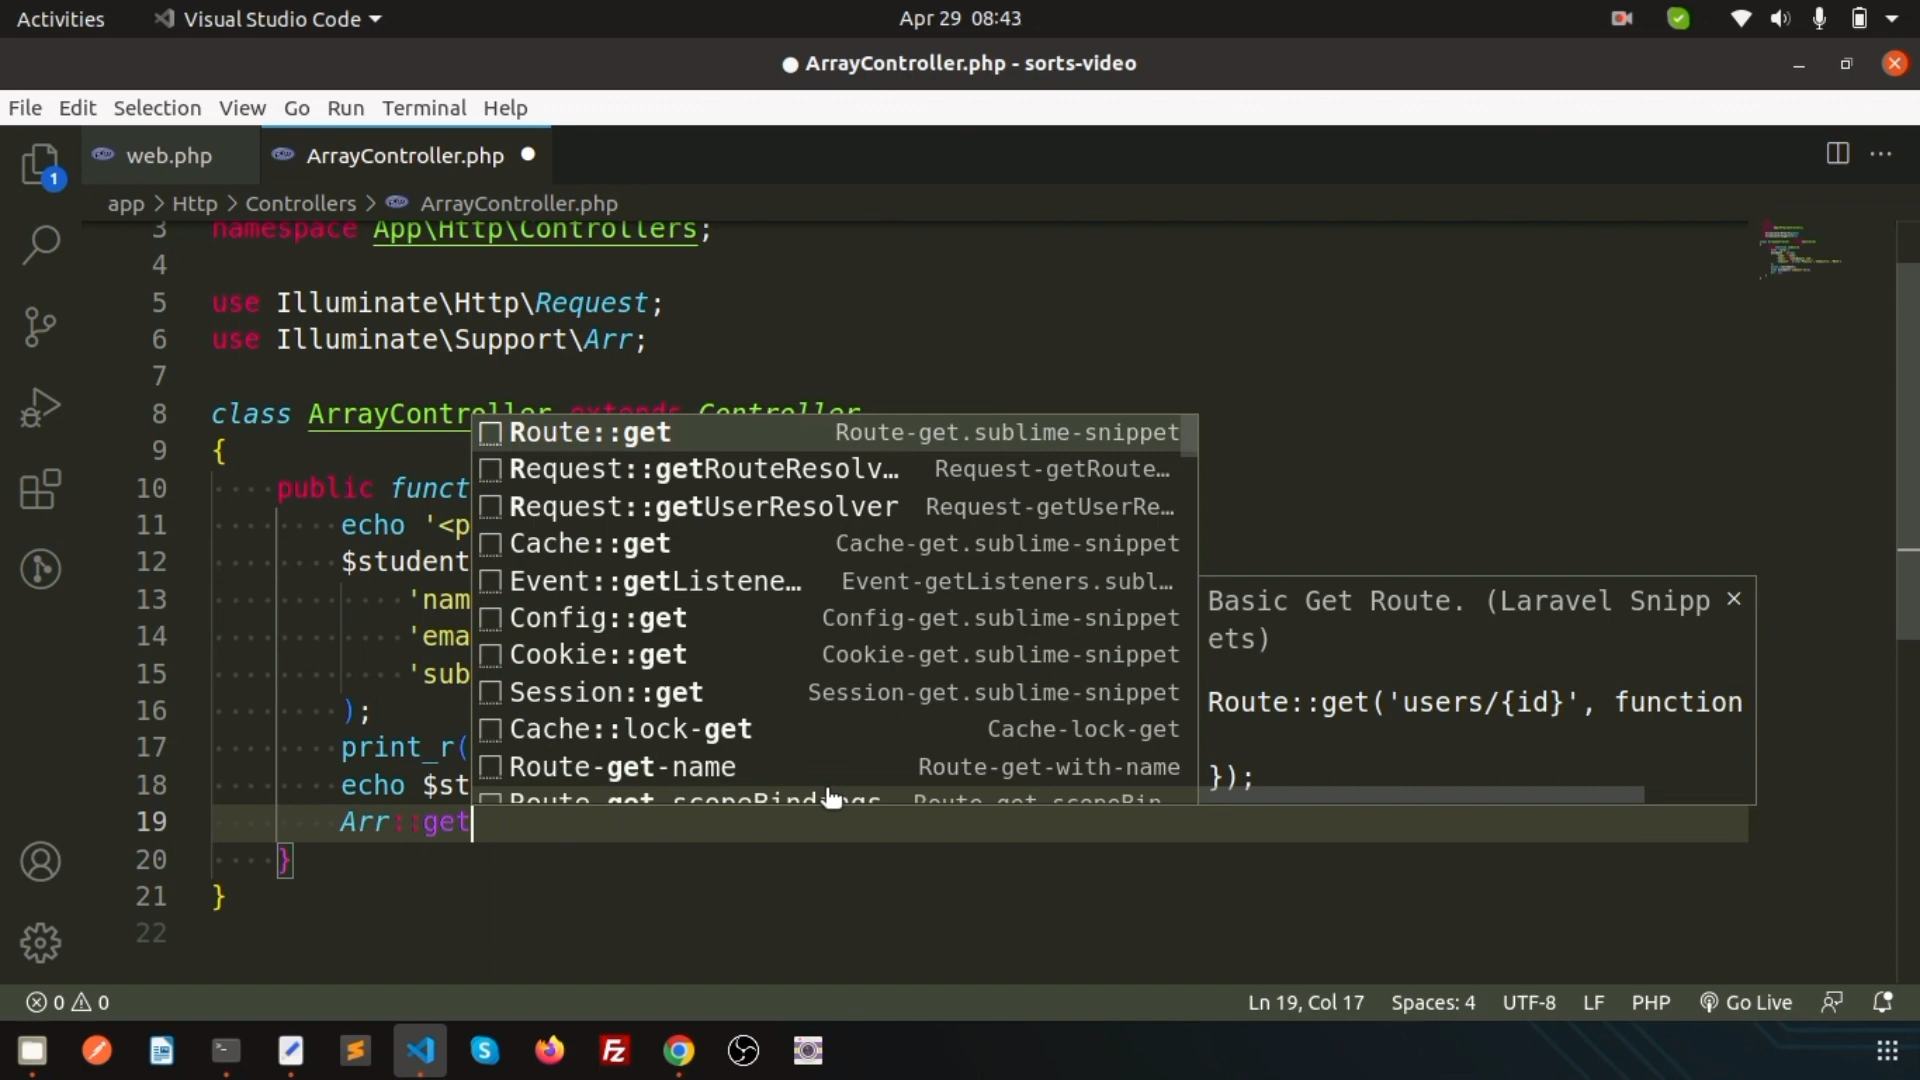 Activities
Visual Studio Code
Apr 29 08:43
ArrayController.php - sorts-video
File Edit Selection View Go Run Terminal Help
1
web.php
ArrayController.php
app > Http > Controllers > ArrayController.php
3 namespace App\Http\Controllers;
4
5 use Illuminate\Http\Request;
6 use Illuminate\Support\Arr;
7
8 class ArrayController extends Controller
9 {
10 public funct
11 echo '<p
12 $student
13 'nam
14 'ema
15 'sub
16 );
17 print_r(
18 echo $st
19 Arr::get
20 }
21 }
22
Route::get Route-get.sublime-snippet
Request::getRouteResolv… Request-getRoute…
Request::getUserResolver Request-getUserRe…
Cache::get Cache-get.sublime-snippet
Event::getListene… Event-getListeners.subl…
Config::get Config-get.sublime-snippet
Cookie::get Cookie-get.sublime-snippet
Session::get Session-get.sublime-snippet
Cache::lock-get Cache-lock-get
Route-get-name Route-get-with-name
Basic Get Route. (Laravel Snipp
ets)
Route::get('users/{id}', function
});
0 0
Ln 19, Col 17 Spaces: 4 UTF-8 LF PHP Go Live